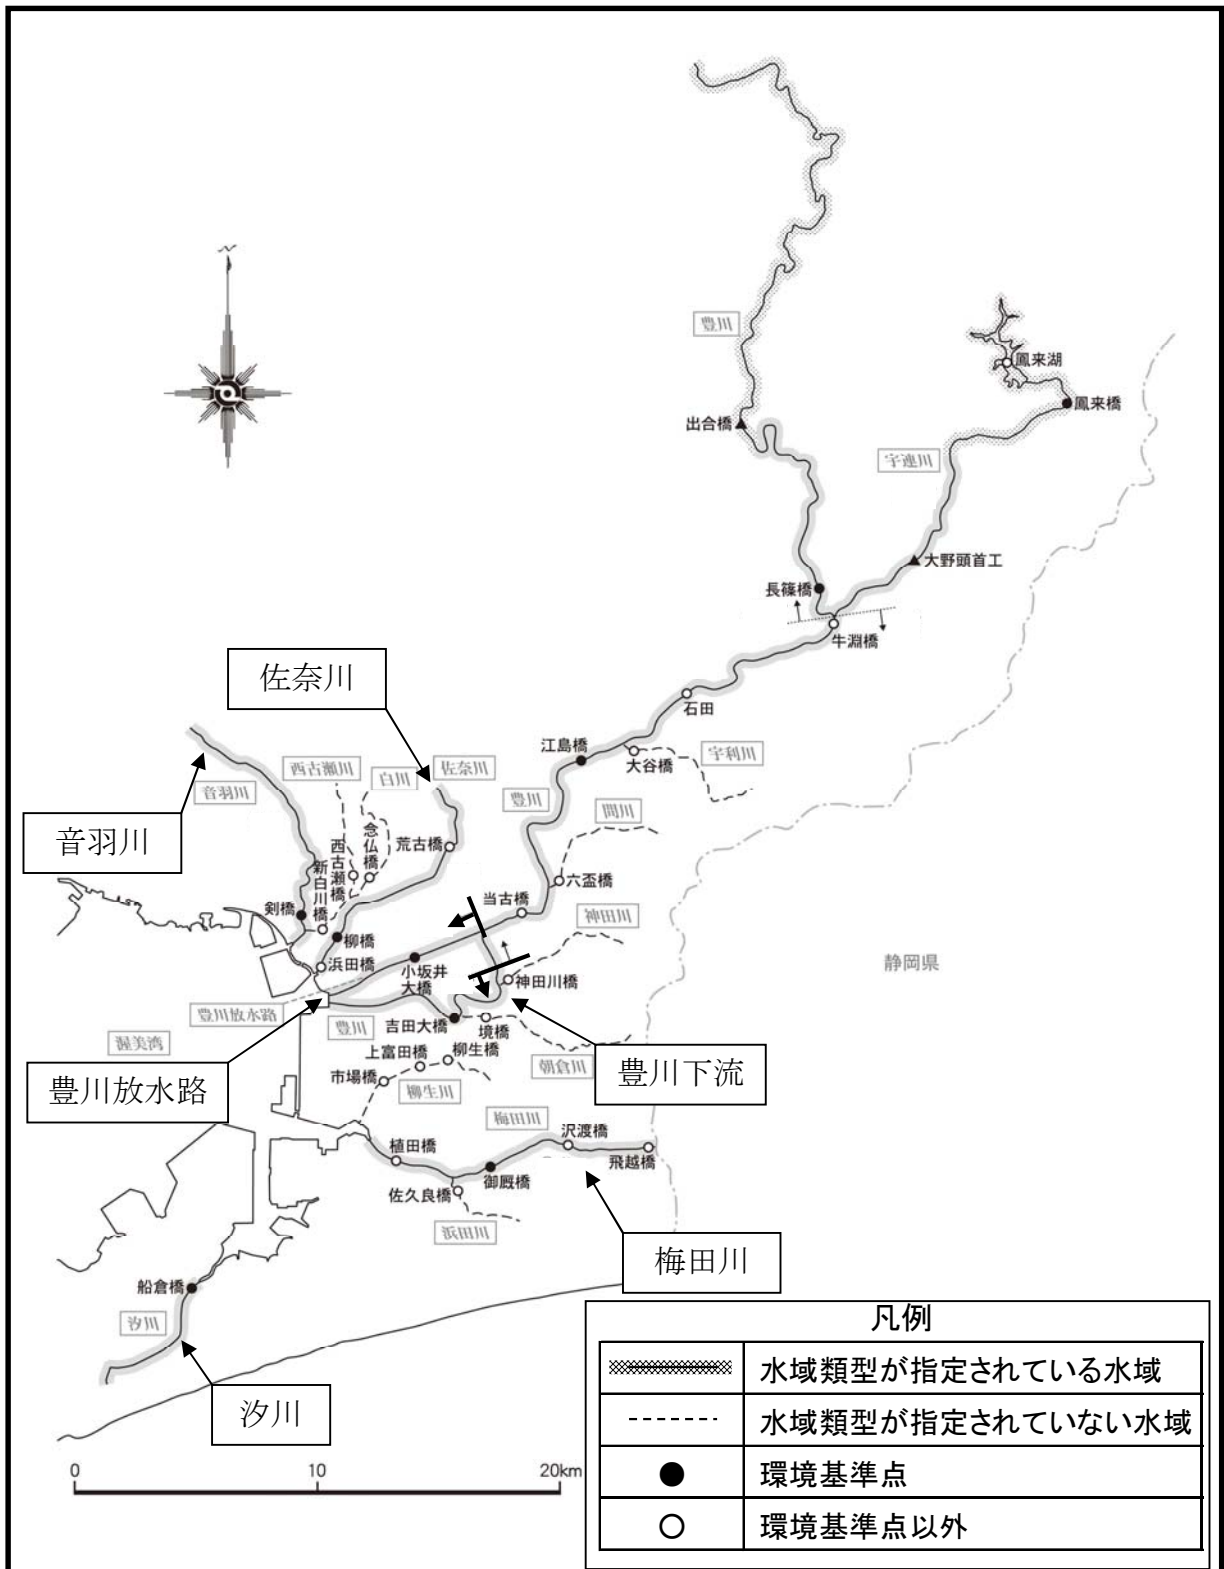 豊川
鳳来湖
鳳来橋
出合橋
宇連川
大野頭首工
長篠橋
牛淵橋
佐奈川
石田
江島橋
大谷橋
宇利川
西古瀬川
白川
佐奈川
音羽川
豊川
間川
音羽川
念仏橋
西古瀬橋
新白川橋
荒古橋
六盃橋
当古橋
神田川
剣橋
柳橋
浜田橋
小坂井
大橋
神田川橋
静岡県
豊川放水路
豊川
吉田大橋
境橋
渥美湾
上富田橋
柳生橋
朝倉川
豊川下流
豊川放水路
市場橋
柳生川
梅田川
沢渡橋
植田橋
飛越橋
御厩橋
佐久良橋
浜田川
梅田川
船倉橋
汐川
汐川
凡例
水域類型が指定されている水域
水域類型が指定されていない水域
環境基準点
環境基準点以外
0 10 20km